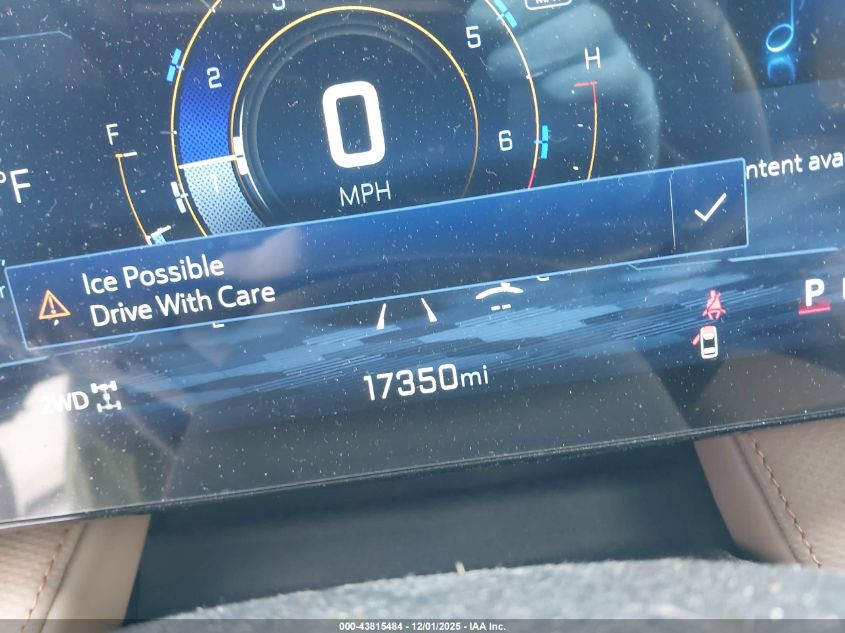 5
H
2
F
0
6
°F
MPH
1
ntent ava
Ice Possible
Drive With Care
P
2WD
17350mi
000-43815484 - 12/01/2025 - IAA Inc.